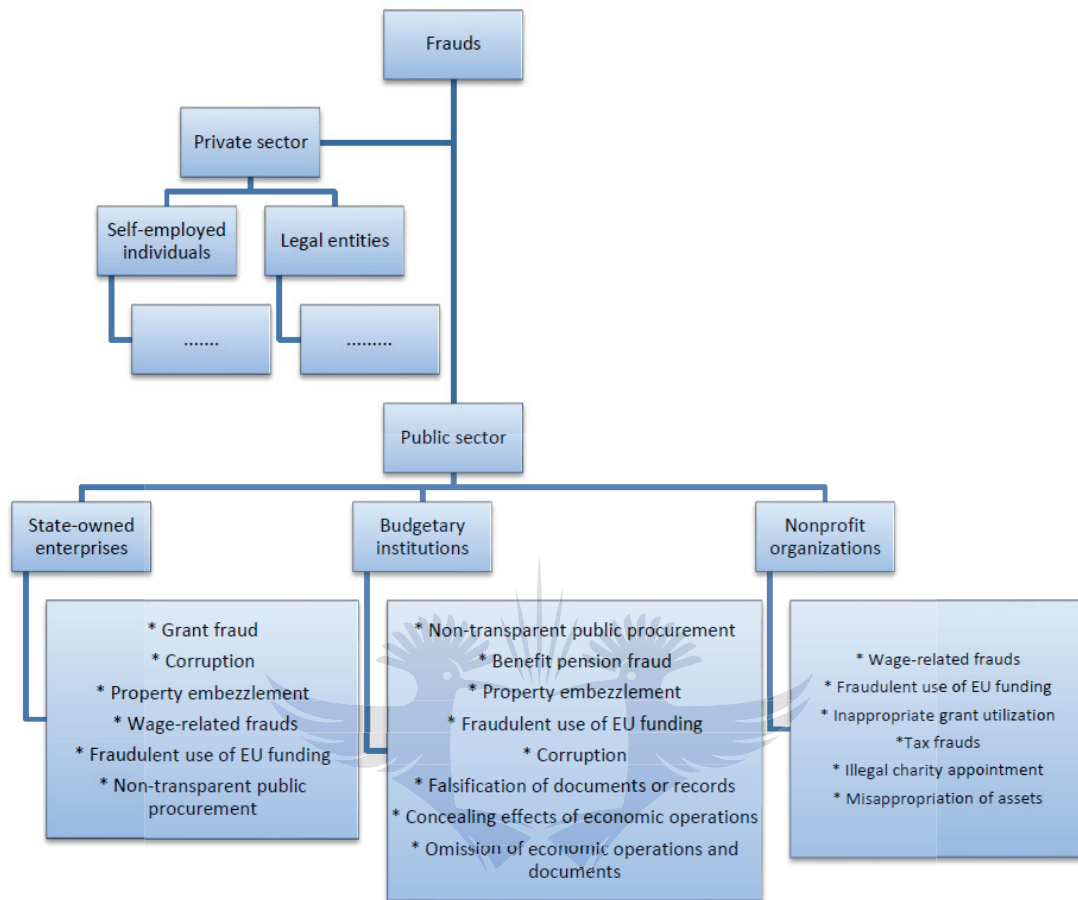 Frauds
Private sector
Self-employed
individuals
Legal entities
.......
.........
Public sector
State-owned
enterprises
Budgetary
institutions
Nonprofit
organizations
* Grant fraud
* Corruption
* Property embezzlement
* Wage-related frauds
* Fraudulent use of EU funding
* Non-transparent public
procurement
* Non-transparent public procurement
* Benefit pension fraud
* Property embezzlement
* Fraudulent use of EU funding
* Corruption
* Falsification of documents or records
* Concealing effects of economic operations
* Omission of economic operations and
documents
* Wage-related frauds
* Fraudulent use of EU funding
* Inappropriate grant utilization
*Tax frauds
* Illegal charity appointment
* Misappropriation of assets